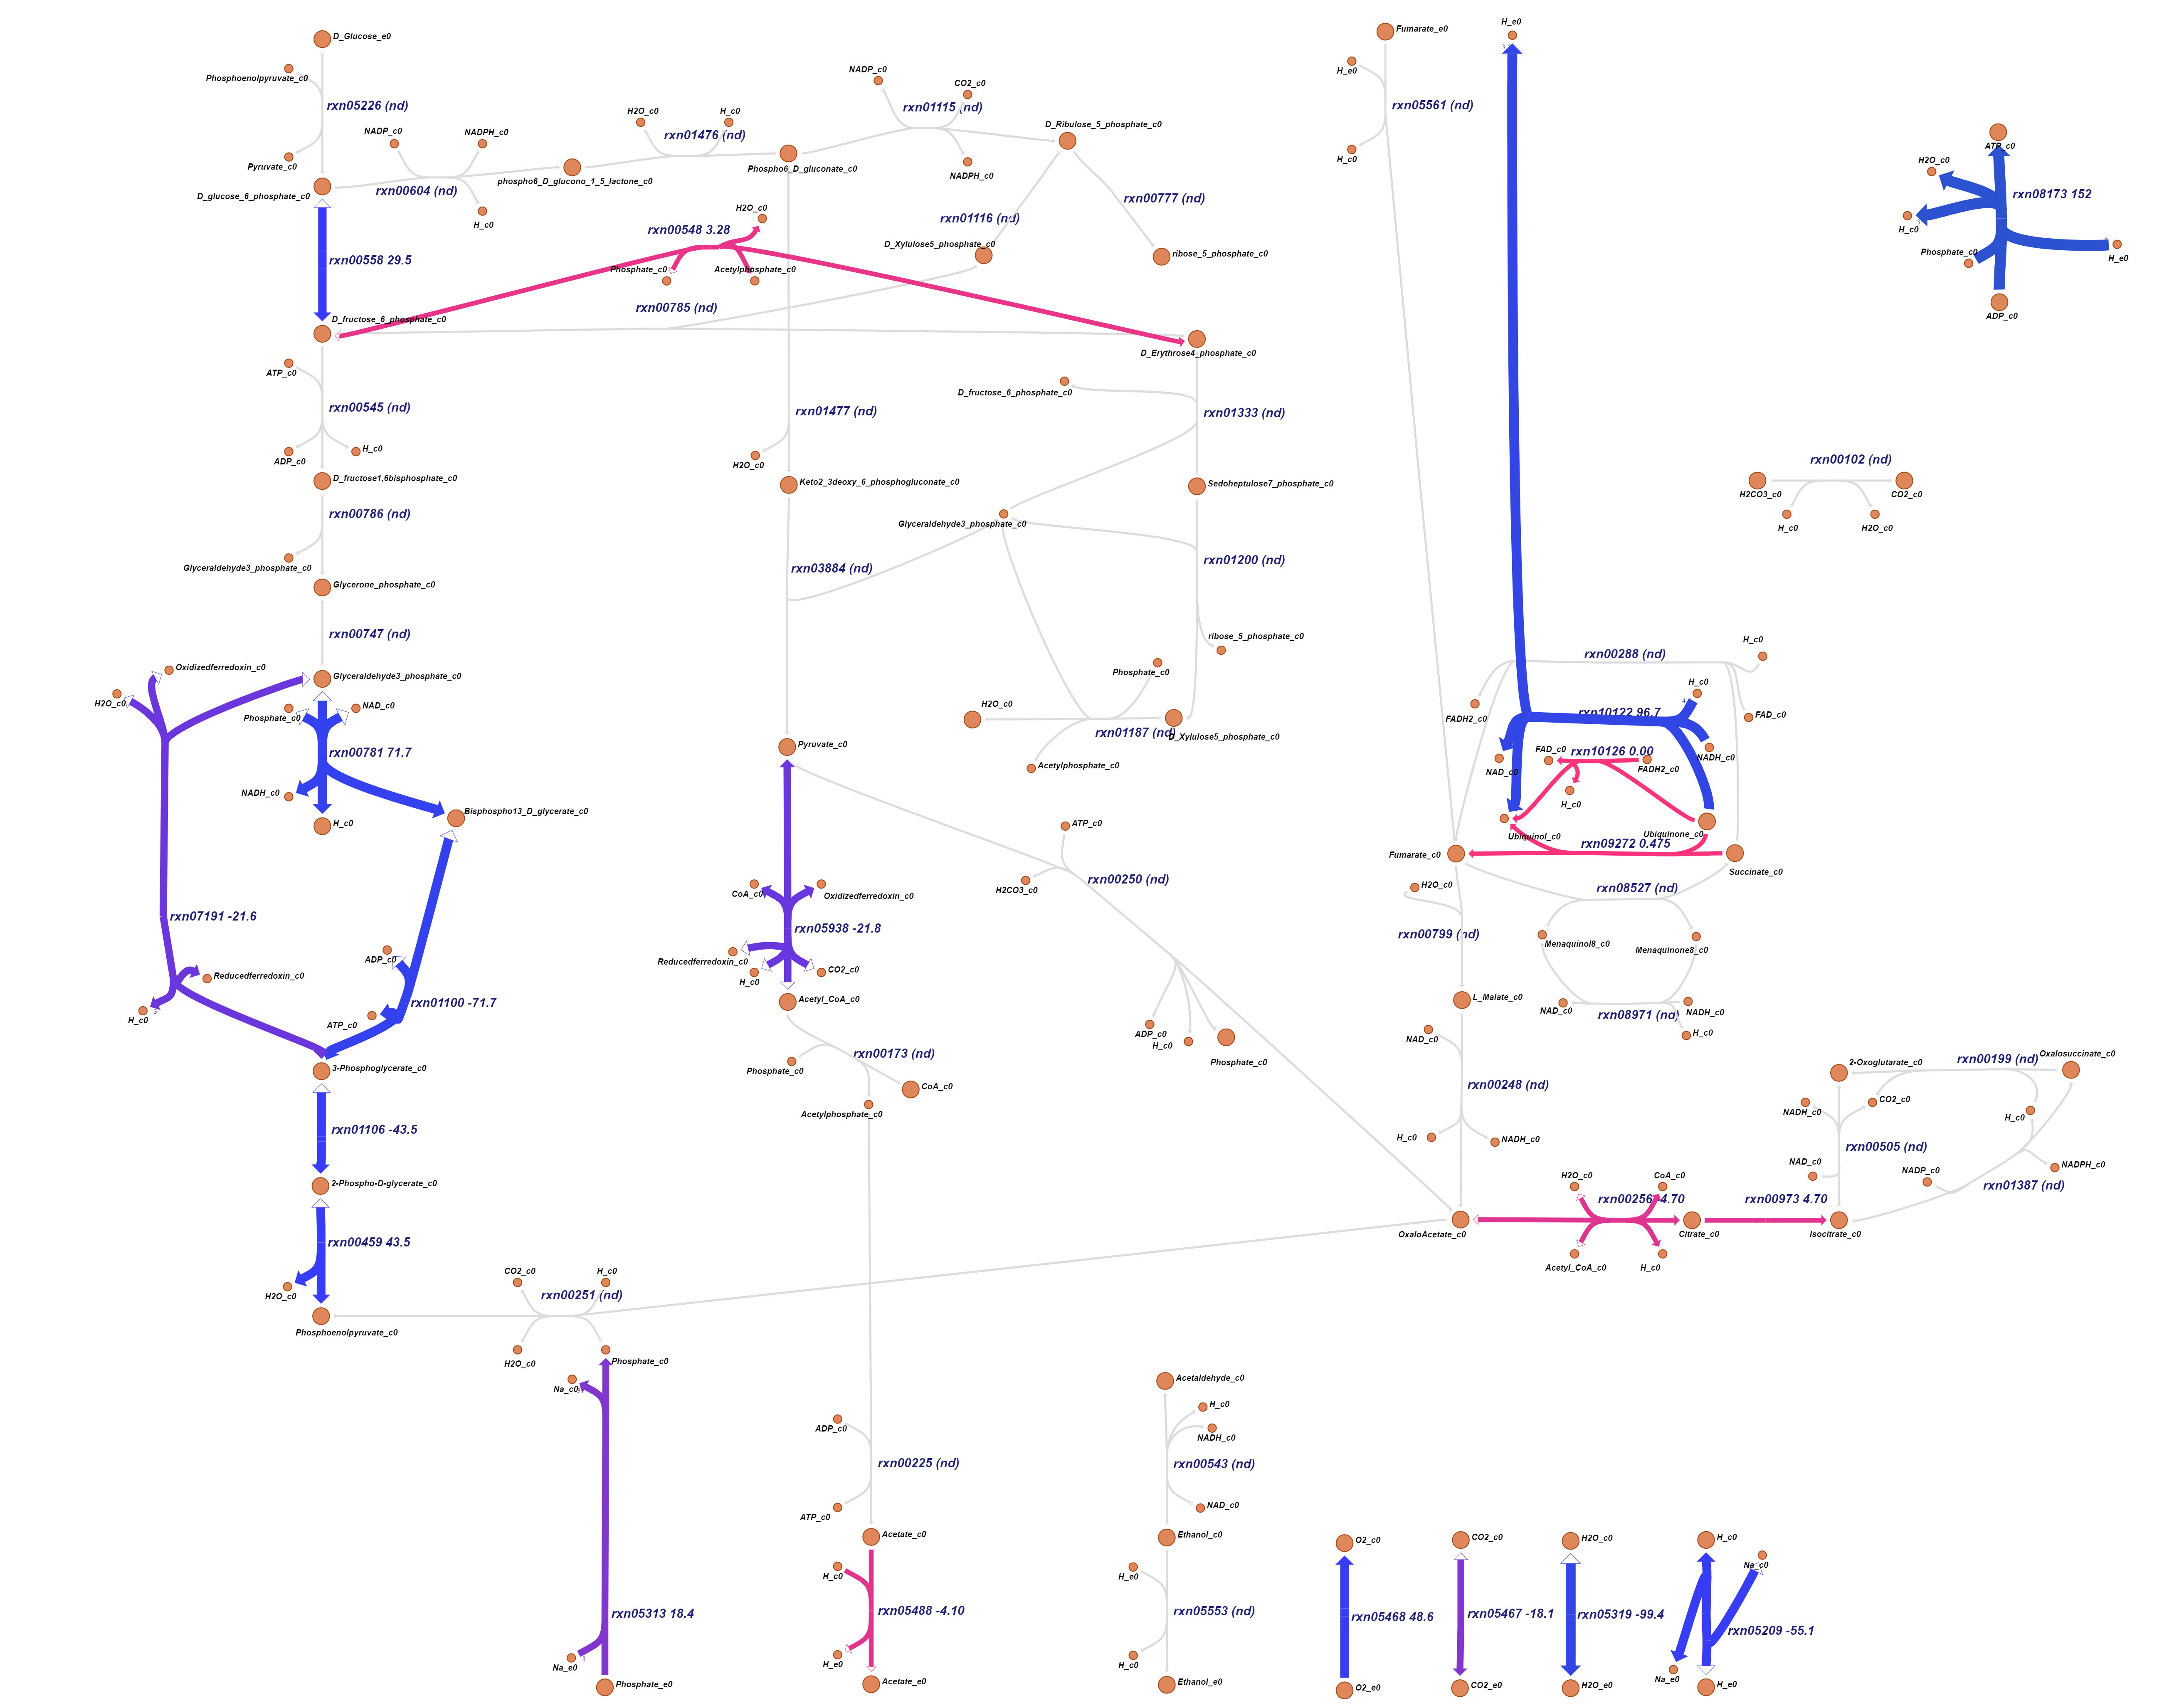 D_Glucose_e0
Phosphoenolpyruvate_c0
rxn05226 (nd)
Pyruvate_c0
D_glucose_6_phosphate_c0
NADP_c0
NADPH_c0
rxn00604 (nd)
H_c0
phospho6_D_glucono_1_5_lactone_c0
H2O_c0
H_c0
rxn01476 (nd)
Phospho6_D_gluconate_c0
NADP_c0
CO2_c0
rxn01115 (nd)
NADPH_c0
D_Ribulose_5_phosphate_c0
rxn00777 (nd)
rxn01116 (nd)
D_Xylulose5_phosphate_c0
ribose_5_phosphate_c0
rxn00558 29.5
rxn00548 3.28
H2O_c0
Phosphate_c0
Acetylphosphate_c0
rxn00785 (nd)
D_fructose_6_phosphate_c0
D_Erythrose4_phosphate_c0
ATP_c0
rxn00545 (nd)
ADP_c0
H_c0
D_fructose1,6bisphosphate_c0
rxn00786 (nd)
Glyceraldehyde3_phosphate_c0
Glycerone_phosphate_c0
rxn00747 (nd)
Glyceraldehyde3_phosphate_c0
Oxidizedferredoxin_c0
H2O_c0
Phosphate_c0
NAD_c0
rxn00781 71.7
NADH_c0
H_c0
Bisphospho13_D_glycerate_c0
rxn07191 -21.6
Reducedferredoxin_c0
H_c0
ADP_c0
rxn01100 -71.7
ATP_c0
3-Phosphoglycerate_c0
rxn01106 -43.5
2-Phospho-D-glycerate_c0
rxn00459 43.5
H2O_c0
Phosphoenolpyruvate_c0
rxn01477 (nd)
H2O_c0
Keto2_3deoxy_6_phosphogluconate_c0
rxn03884 (nd)
Pyruvate_c0
D_fructose_6_phosphate_c0
rxn01333 (nd)
Sedoheptulose7_phosphate_c0
Glyceraldehyde3_phosphate_c0
rxn01200 (nd)
ribose_5_phosphate_c0
Phosphate_c0
H2O_c0
rxn01187 (nd)
D_Xylulose5_phosphate_c0
Acetylphosphate_c0
CoA_c0
Oxidizedferredoxin_c0
rxn05938 -21.8
Reducedferredoxin_c0
H_c0
CO2_c0
Acetyl_CoA_c0
rxn00173 (nd)
Phosphate_c0
CoA_c0
Acetylphosphate_c0
ATP_c0
H2CO3_c0
rxn00250 (nd)
ADP_c0
H_c0
Phosphate_c0
CO2_c0
H_c0
rxn00251 (nd)
H2O_c0
Phosphate_c0
Na_c0
rxn05313 18.4
Na_e0
Phosphate_e0
ADP_c0
rxn00225 (nd)
ATP_c0
Acetate_c0
H_c0
rxn05488 -4.10
H_e0
Acetate_e0
Acetaldehyde_c0
H_c0
NADH_c0
rxn00543 (nd)
NAD_c0
Ethanol_c0
H_e0
rxn05553 (nd)
H_c0
Ethanol_e0
Fumarate_e0
H_e0
rxn05561 (nd)
H_c0
H_e0
ATP_c0
H2O_c0
rxn08173 152
H_c0
Phosphate_c0
H_e0
ADP_c0
rxn00102 (nd)
H2CO3_c0
CO2_c0
H_c0
H2O_c0
H_c0
rxn00288 (nd)
FADH2_c0
FAD_c0
H_c0
rxn10122 96.7
NAD_c0
NADH_c0
FAD_c0
rxn10126 0.00
FADH2_c0
H_c0
Ubiquinol_c0
Ubiquinone_c0
rxn09272 0.475
Fumarate_c0
Succinate_c0
rxn08527 (nd)
H2O_c0
rxn00799 (nd)
Menaquinol8_c0
Menaquinone8_c0
NAD_c0
NADH_c0
rxn08971 (nd)
H_c0
L_Malate_c0
NAD_c0
rxn00248 (nd)
H_c0
NADH_c0
OxaloAcetate_c0
H2O_c0
CoA_c0
rxn00256 -4.70
Acetyl_CoA_c0
H_c0
Citrate_c0
rxn00973 4.70
Isocitrate_c0
2-Oxoglutarate_c0
rxn00199 (nd)
Oxalosuccinate_c0
NADH_c0
CO2_c0
H_c0
rxn00505 (nd)
NAD_c0
NADP_c0
NADPH_c0
rxn01387 (nd)
O2_c0
rxn05468 48.6
O2_e0
CO2_c0
rxn05467 -18.1
CO2_e0
H2O_c0
rxn05319 -99.4
H2O_e0
H_c0
Na_c0
rxn05209 -55.1
Na_e0
H_e0